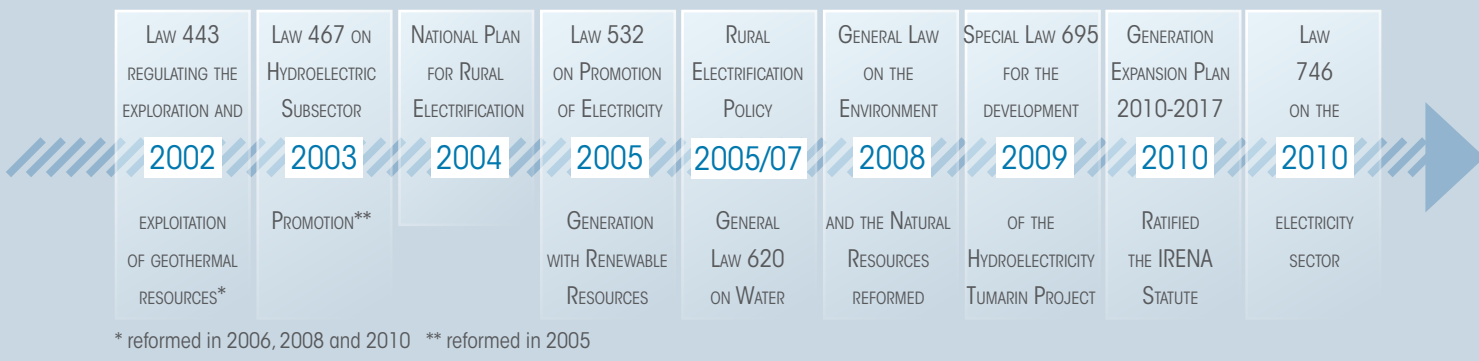 Law 443
regulating the
exploration and
2002
exploitation
of geothermal
resources*
Law 467 on
Hydroelectric
Subsector
2003
Promotion**
National Plan
for Rural
Electrification
2004
Law 532
on Promotion
of Electricity
2005
Generation
with Renewable
Resources
Rural
Electrification
Policy
2005/07
General
Law 620
on Water
General Law
on the
Environment
2008
and the Natural
Resources
reformed
Special Law 695
for the
development
2009
of the
Hydroelectricity
Tumarin Project
Generation
Expansion Plan
2010-2017
2010
Ratified
the IRENA
Statute
Law
746
on the
2010
electricity
sector
* reformed in 2006, 2008 and 2010 ** reformed in 2005